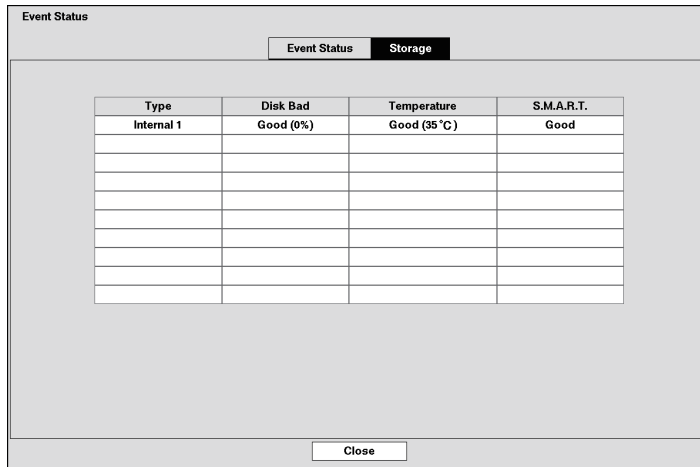 Event Status
Event Status Storage
Type Disk Bad Temperature S.M.A.R.T.
Internal 1 Good (0%) Good (35°C) Good
Close